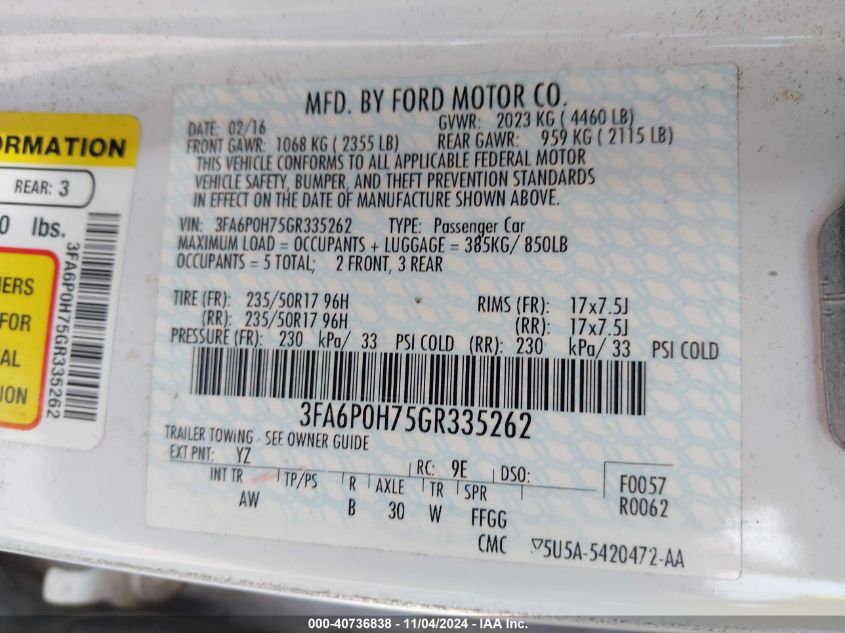 MFD. BY FORD MOTOR CO.
DATE: 02/16 GVWR: 2023 KG ( 4460 LB)
FRONT GAWR: 1068 KG ( 2355 LB) REAR GAWR: 959 KG ( 2115 LB)
THIS VEHICLE CONFORMS TO ALL APPLICABLE FEDERAL MOTOR
VEHICLE SAFETY, BUMPER, AND THEFT PREVENTION STANDARDS
IN EFFECT ON THE DATE OF MANUFACTURE SHOWN ABOVE.
VIN: 3FA6P0H75GR335262 TYPE: Passenger Car
MAXIMUM LOAD = OCCUPANTS + LUGGAGE = 385KG/ 850LB
OCCUPANTS = 5 TOTAL; 2 FRONT, 3 REAR
TIRE (FR): 235/50R17 96H RIMS (FR): 17x7.5J
(RR): 235/50R17 96H (RR): 17x7.5J
PRESSURE (FR): 230 kPa/ 33 PSI COLD (RR): 230 kPa/ 33 PSI COLD
3FA6P0H75GR335262
TRAILER TOWING - SEE OWNER GUIDE
EXT PNT: YZ RC: 9E DSO: F0057
INT TR TP/PS R AXLE TR SPR R0062
AW B 30 W FFGG
CMC ▽5U5A-5420472-AA
ORMATION
REAR: 3
0 lbs.
3FA6P0H75GR335262
ERS
FOR
AL
ON
000-40736838 - 11/04/2024 - IAA Inc.